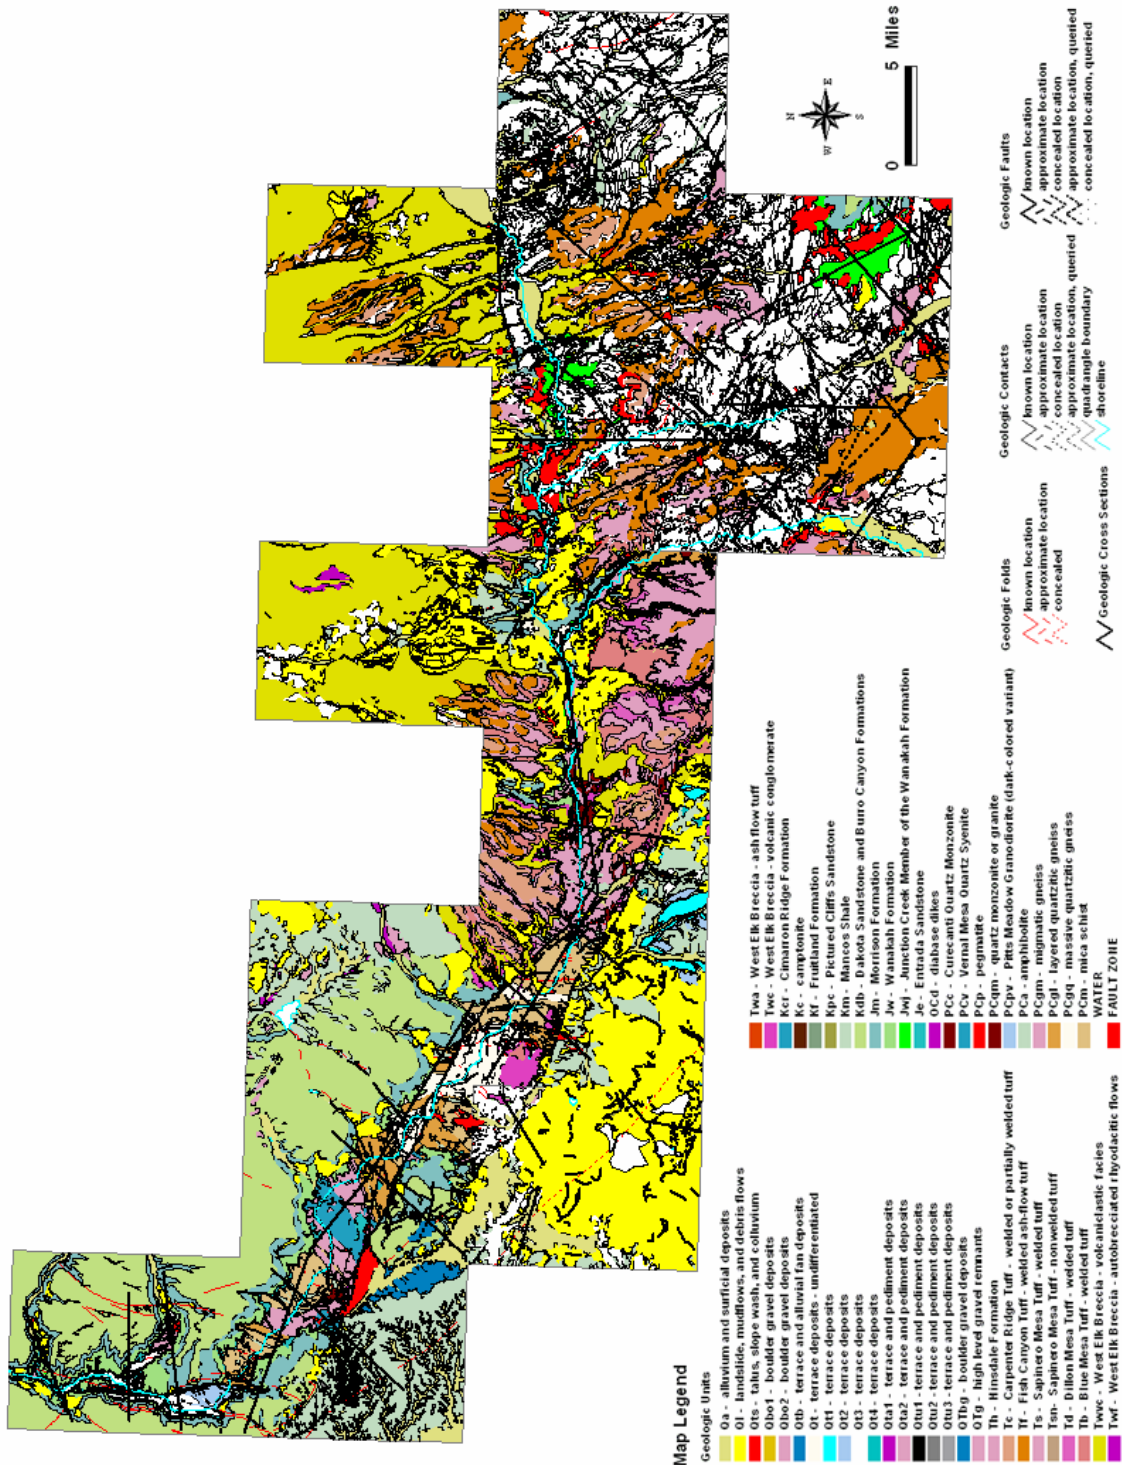 Map Legend
Geologic Units
Qa - alluvium and surficial deposits
Ql - landslide, mudflows, and debris flows
Qts - talus, slope wash, and colluvium
Qbo1 - boulder gravel deposits
Qbo2 - boulder gravel deposits
Qtb - terrace and alluvial fan deposits
Qt - terrace deposits - undifferentiated
Qt1 - terrace deposits
Qt2 - terrace deposits
Qt3 - terrace deposits
Qt4 - terrace deposits
Qta1 - terrace and pediment deposits
Qta2 - terrace and pediment deposits
Qtu1 - terrace and pediment deposits
Qtu2 - terrace and pediment deposits
Qtu3 - terrace and pediment deposits
QTbg - boulder gravel deposits
QTg - high level gravel remnants
Th - Hinsdale Formation
Tc - Carpenter Ridge Tuff - welded or partially welded tuff
Tf - Fish Canyon Tuff - welded ash-flow tuff
Ts - Sapinero Mesa Tuff - welded tuff
Tsn- Sapinero Mesa Tuff - nonwelded tuff
Td - Dillon Mesa Tuff - welded tuff
Tb - Blue Mesa Tuff - welded tuff
Twvc - West Elk Breccia - volcaniclastic facies
Twf - West Elk Breccia - autobrecciated rhyodacitic flows
Twa - West Elk Breccia - ash flow tuff
Twc - West Elk Breccia - volcanic conglomerate
Kcr - Cimarron Ridge Formation
Kc - camptonite
Kf - Fruitland Formation
Kpc - Pictured Cliffs Sandstone
Km - Mancos Shale
Kdb - Dakota Sandstone and Burro Canyon Formations
Jm - Morrison Formation
Jw - Wanakah Formation
Jwj - Junction Creek Member of the Wanakah Formation
Je - Entrada Sandstone
OCd - diabase dikes
PCc - Curecanti Quartz Monzonite
PCv - Vernal Mesa Quartz Syenite
PCp - pegmatite
PCqm - quartz monzonite or granite
PCpv - Pitts Meadow Granodiorite (dark-colored variant)
PCa - amphibolite
PCgm - migmatic gneiss
PCgl - layered quartzitic gneiss
PCgq - massive quartzitic gneiss
PCm - mica schist
WATER
FAULT ZONE
Geologic Folds
known location
approximate location
concealed
Geologic Cross Sections
Geologic Contacts
known location
approximate location
concealed location
approximate location, queried
quadrangle boundary
shoreline
Geologic Faults
known location
approximate location
concealed location
approximate location, queried
concealed location, queried
N
W E
S
0 5 Miles